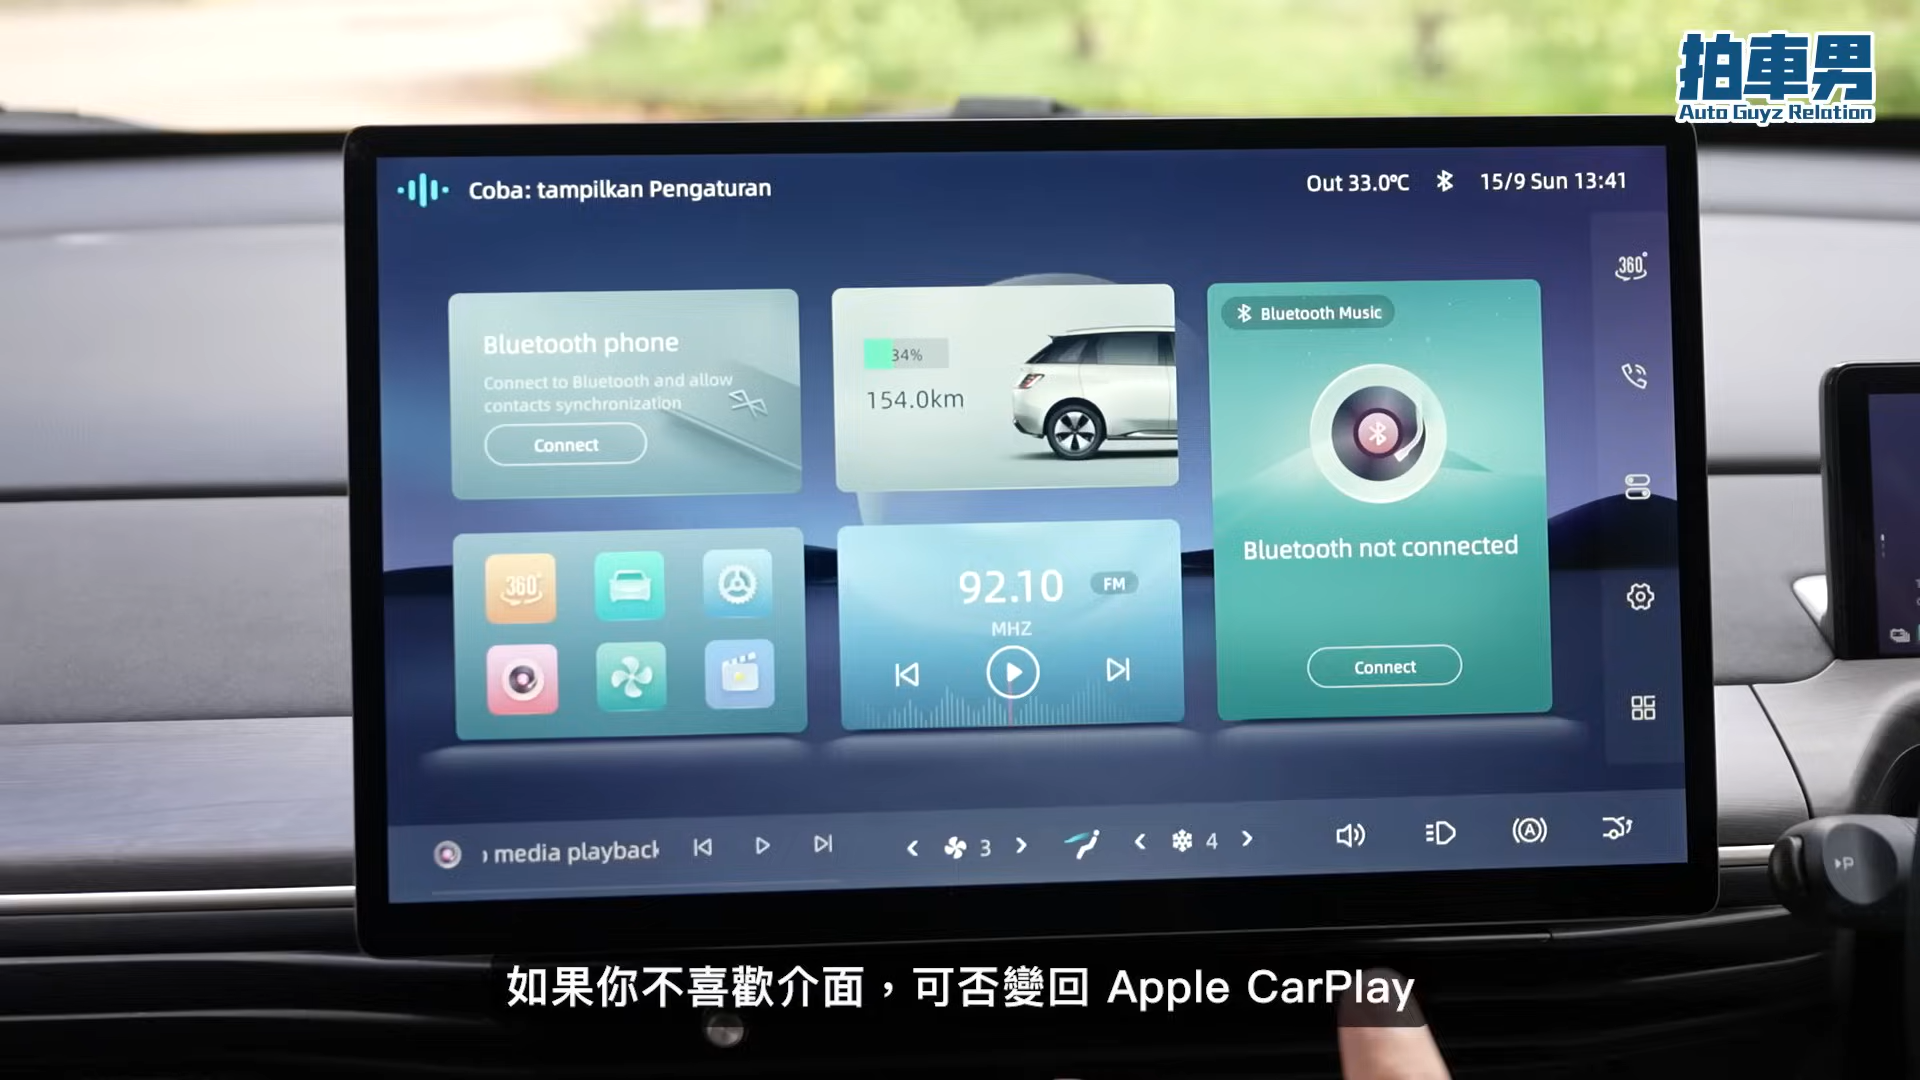 拍車男
Auto Guyz Relation
Coba: tampilkan Pengaturan
Out 33.0℃
15/9 Sun 13:41
360°
Bluetooth phone
Connect to Bluetooth and allow
contacts synchronization
Connect
34%
154.0km
Bluetooth Music
Bluetooth not connected
Connect
360°
92.10
FM
MHZ
media playback
3
4
A
P
如果你不喜歡介面，可否變回 Apple CarPlay